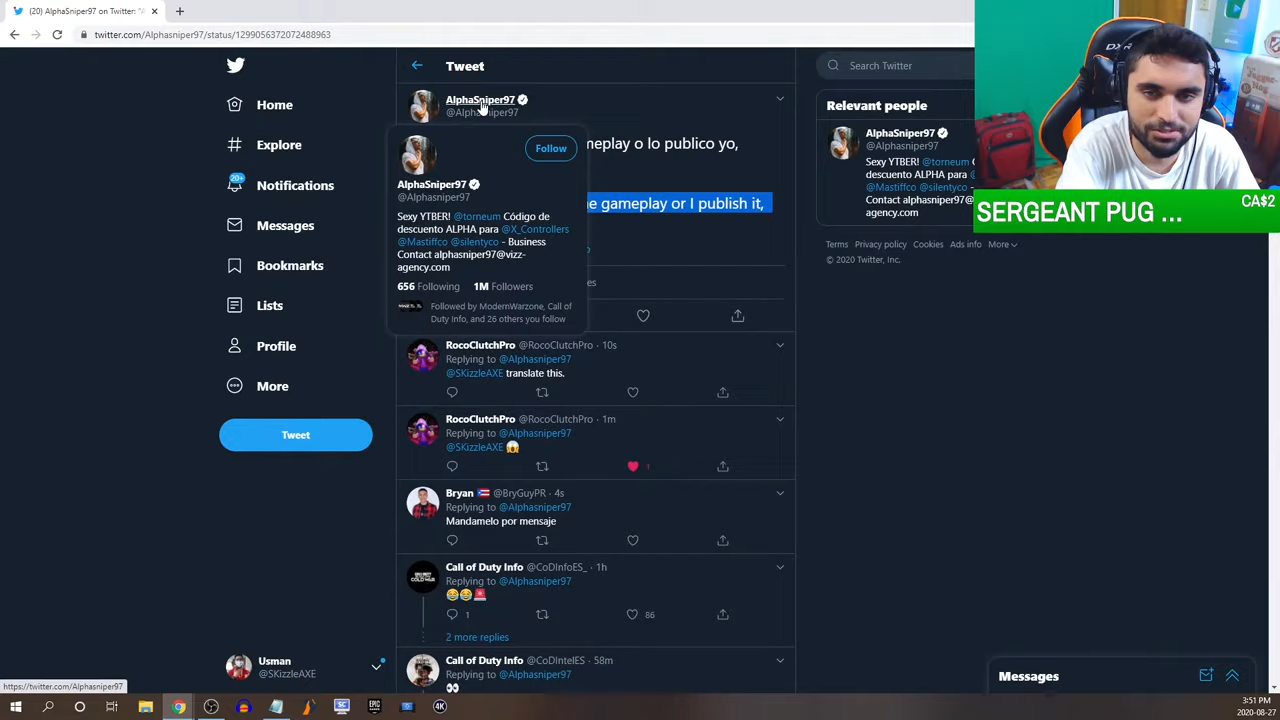 (20) AlphaSniper97 on Twitter: "A
twitter.com/Alphasniper97/status/1299056372072488963
Home
Explore
20+
Notifications
Messages
Bookmarks
Lists
Profile
More
Tweet
Usman
@SKizzleAXE
https://twitter.com/Alphasniper97
Tweet
AlphaSniper97
@Alphasniper97
meplay o lo publico yo,
e gameplay or I publish it,
AlphaSniper97
@Alphasniper97
Follow
Sexy YTBER! @torneum Código de
descuento ALPHA para @X_Controllers
@Mastiffco @silentyco - Business
Contact alphasniper97@vizz-
agency.com
656 Following 1M Followers
Followed by ModernWarzone, Call of
Duty Info, and 26 others you follow
RocoClutchPro @RocoClutchPro · 10s
Replying to @Alphasniper97
@SKizzleAXE translate this.
RocoClutchPro @RocoClutchPro · 1m
Replying to @Alphasniper97
@SKizzleAXE 😱
1
Bryan 🇵🇷 @BryGuyPR · 4s
Replying to @Alphasniper97
Mandamelo por mensaje
Call of Duty Info @CoDInfoES_ · 1h
Replying to @Alphasniper97
😂😂🚨
1 86
2 more replies
Call of Duty Info @CoDIntelES · 58m
Replying to @Alphasniper97
👀
Search Twitter
Relevant people
AlphaSniper97
@Alphasniper97
Sexy YTBER! @torneum
descuento ALPHA para @
@Mastiffco @silentyco
Contact alphasniper97@
agency.com
Terms Privacy policy Cookies Ads info More
© 2020 Twitter, Inc.
SERGEANT PUG ...
CA$2
Messages
3:51 PM
2020-08-27